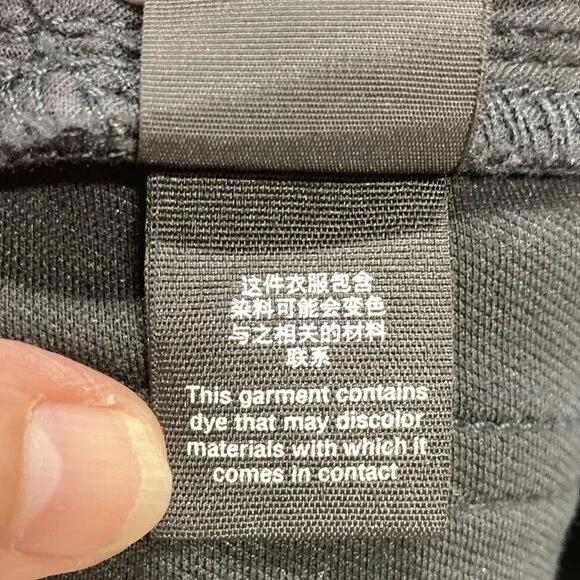 这件衣服包含
染料可能会变色
与之相关的材料
联系
This garment contains
dye that may discolor
materials with which it
comes in contact